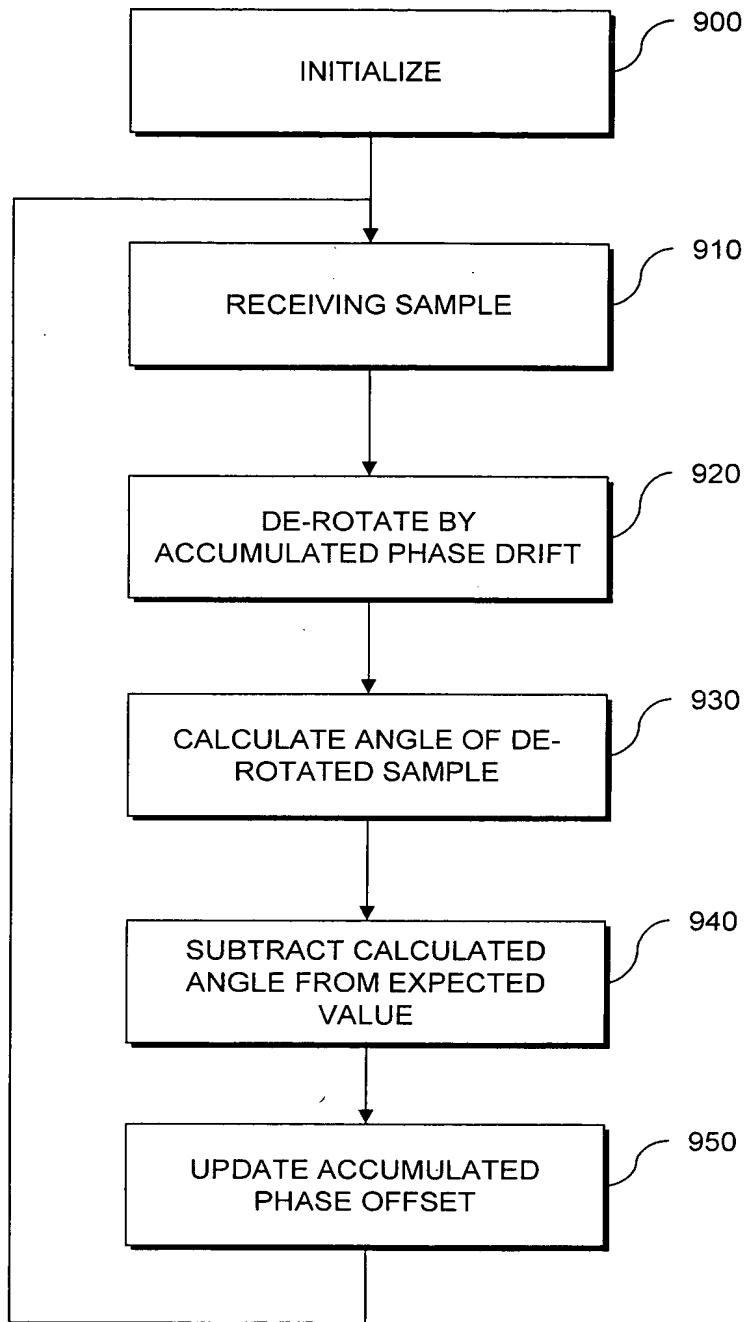 900
INITIALIZE
910
RECEIVING SAMPLE
920
DE-ROTATE BY
ACCUMULATED PHASE DRIFT
930
CALCULATE ANGLE OF DE-
ROTATED SAMPLE
940
SUBTRACT CALCULATED
ANGLE FROM EXPECTED
VALUE
950
UPDATE ACCUMULATED
PHASE OFFSET